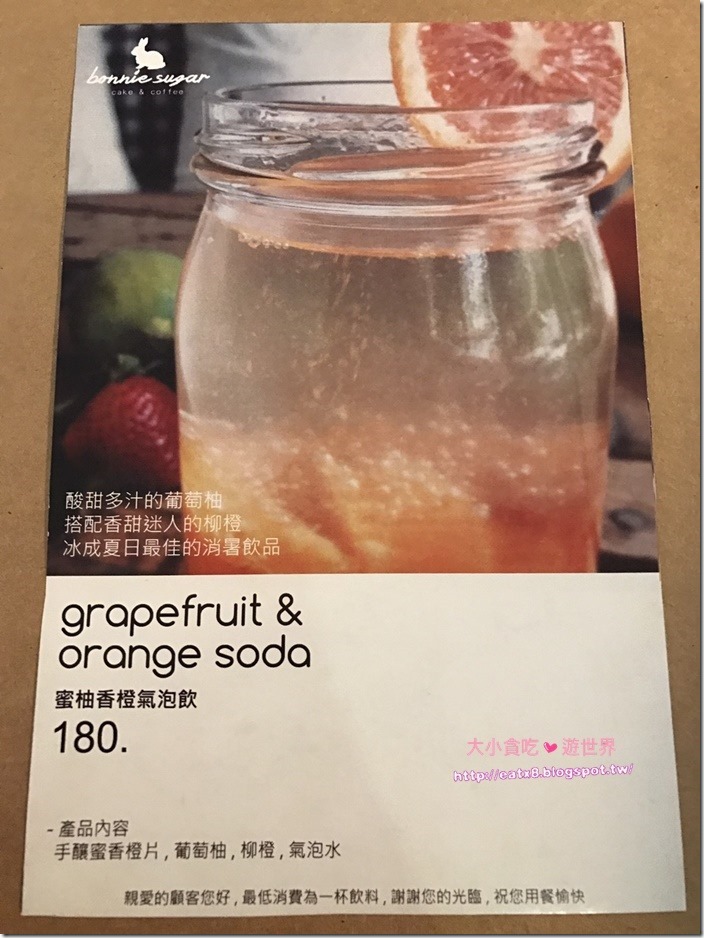 bonnie sugar
cake & coffee
酸甜多汁的葡萄柚
搭配香甜迷人的柳橙
冰成夏日最佳的消暑飲品
grapefruit &
orange soda
蜜柚香橙氣泡飲
180.
大小貪吃 遊世界
http://eatx8.blogspot.tw/
- 產品內容
手釀蜜香橙片 , 葡萄柚 , 柳橙 , 氣泡水
親愛的顧客您好 , 最低消費為一杯飲料 , 謝謝您的光臨 , 祝您用餐愉快